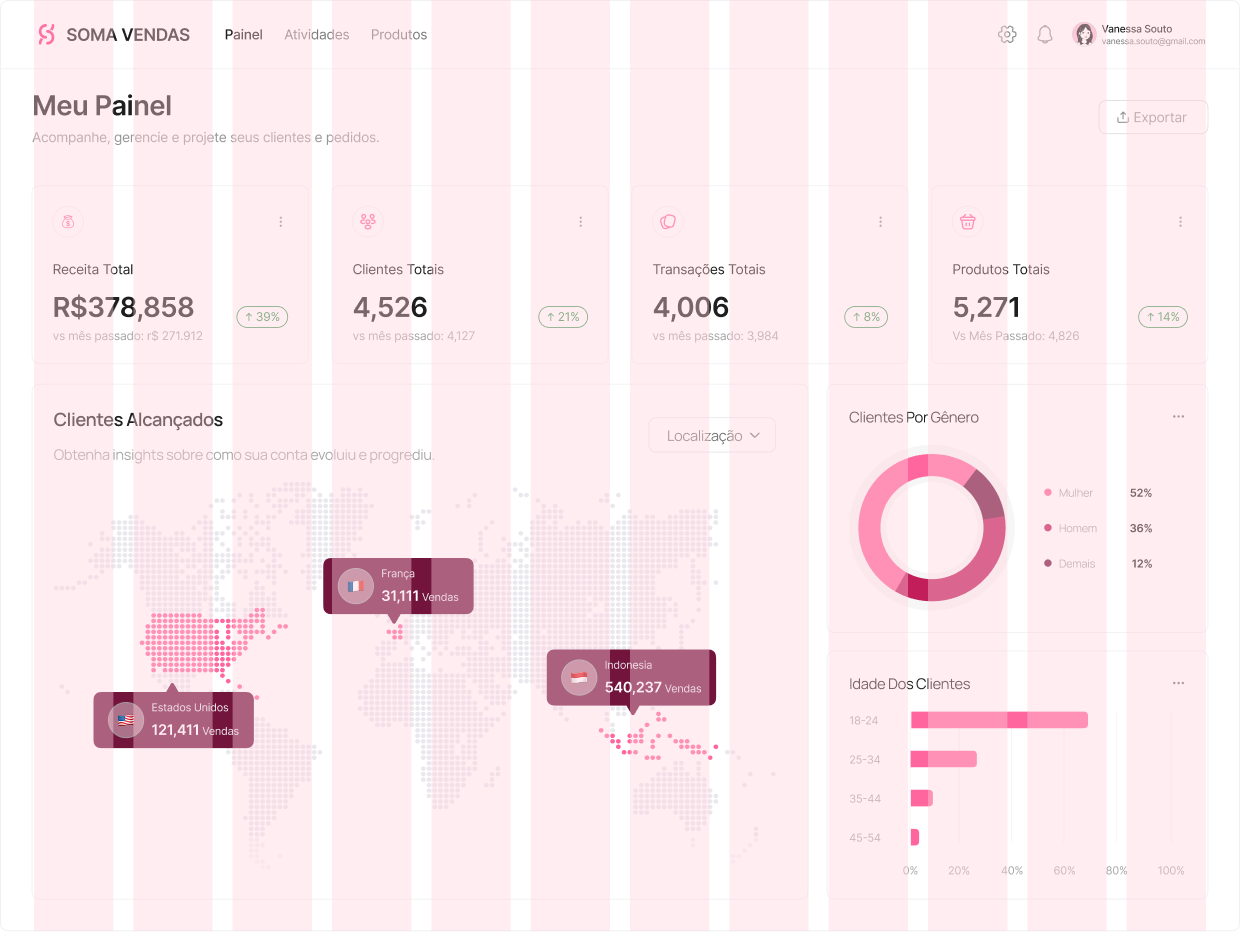 SOMA VENDAS
Painel
Atividades
Produtos
Vanessa Souto
vanessa.souto@gmail.com
Meu Painel
Acompanhe, gerencie e projete seus clientes e pedidos.
Exportar
Receita Total
R$378,858
39%
vs mês passado: r$ 271.912
Clientes Totais
4,526
21%
vs mês passado: 4,127
Transações Totais
4,006
8%
vs mês passado: 3,984
Produtos Totais
5,271
14%
Vs Mês Passado: 4,826
Clientes Alcançados
Localização
Obtenha insights sobre como sua conta evoluiu e progrediu.
França
31,111 Vendas
Indonesia
540,237 Vendas
Estados Unidos
121,411 Vendas
Clientes Por Gênero
Mulher 52%
Homem 36%
Demais 12%
Idade Dos Clientes
18-24
25-34
35-44
45-54
0% 20% 40% 60% 80% 100%